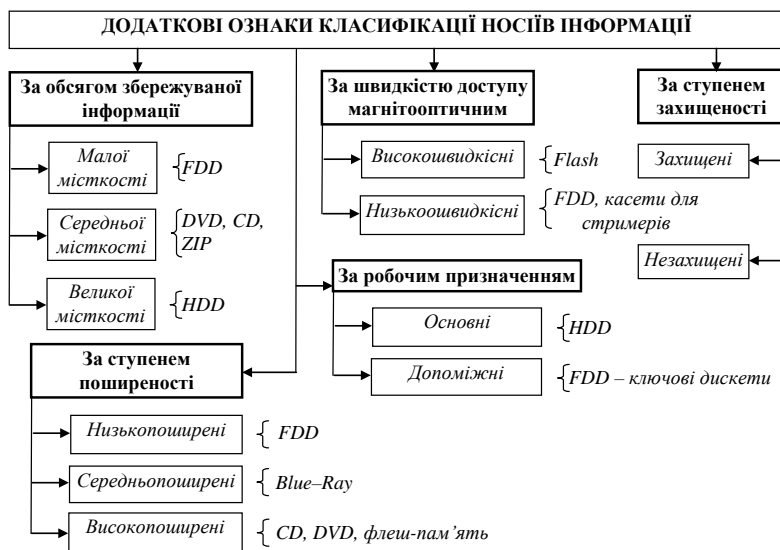 ДОДАТКОВІ ОЗНАКИ КЛАСИФІКАЦІЇ НОСІЇВ ІНФОРМАЦІЇ
За обсягом збережуваної
інформації
Малої
місткості
FDD
Середньої
місткості
DVD, CD,
ZIP
Великої
місткості
HDD
За швидкістю доступу
магнітооптичним
Високошвидкісні
Flash
Низькоошвидкісні
FDD, касети для
стримерів
За ступенем
захищеності
Захищені
Незахищені
За робочим призначенням
Основні
HDD
Допоміжні
FDD – ключові дискети
За ступенем
поширеності
Низькопоширені
FDD
Середньопоширені
Blue–Ray
Високопоширені
CD, DVD, флеш-пам’ять